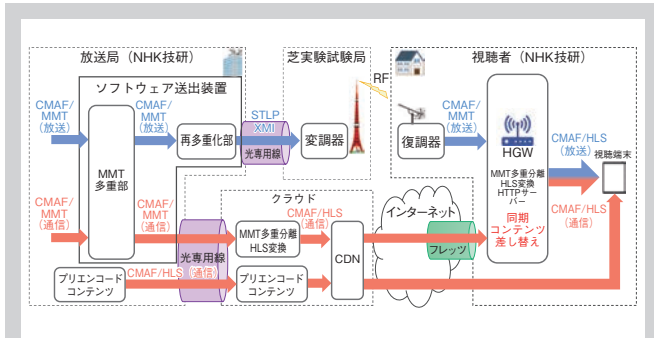 放送局（NHK技研）
芝実験試験局
視聴者（NHK技研）
RF
ソフトウェア送出装置
CMAF/
MMT
（放送）
CMAF/
MMT
（放送）
STLP
XMI
CMAF/
MMT
（放送）
HGW
CMAF/HLS
（放送）
MMT
多重部
再多重化部
光専用線
変調器
復調器
MMT多重分離
HLS変換
HTTPサー
バー
同期
コンテンツ
差し替え
視聴端末
CMAF/
MMT
（通信）
CMAF/
MMT
（通信）
光専用線
クラウド
CMAF/HLS
（通信）
MMT多重分離
HLS変換
CDN
インターネット
フレッツ
CMAF/HLS
（通信）
プリエンコード
コンテンツ
CMAF/HLS（通信）
プリエンコード
コンテンツ